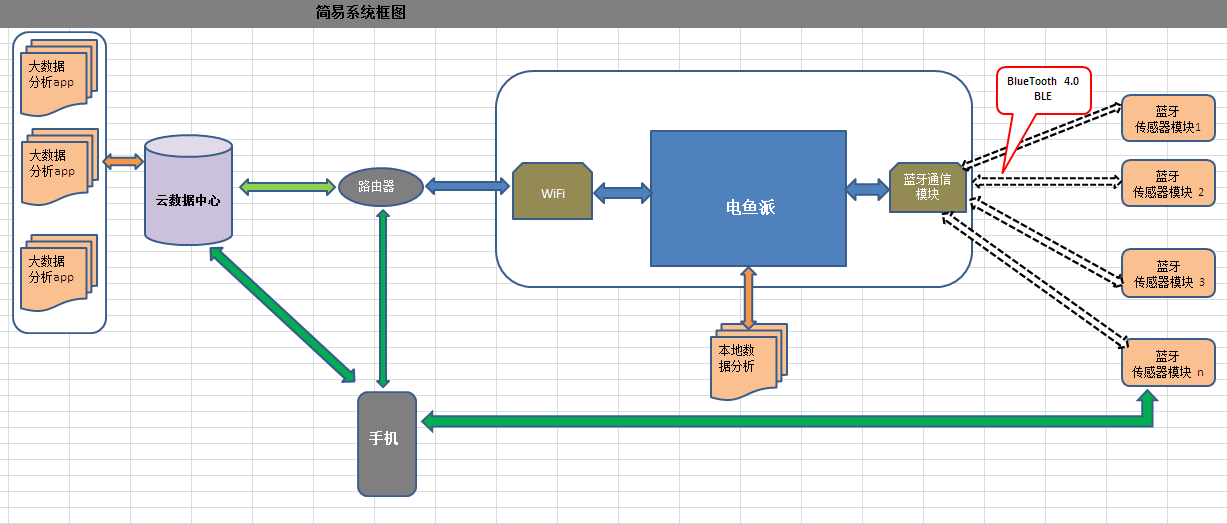 简易系统框图
大数据
分析app
大数据
分析app
大数据
分析app
云数据中心
路由器
手机
WiFi
电鱼派
蓝牙通信
模块
本地数
据分析
BlueTooth 4.0
BLE
蓝牙
传感器模块1
蓝牙
传感器模块 2
蓝牙
传感器模块 3
蓝牙
传感器模块 n